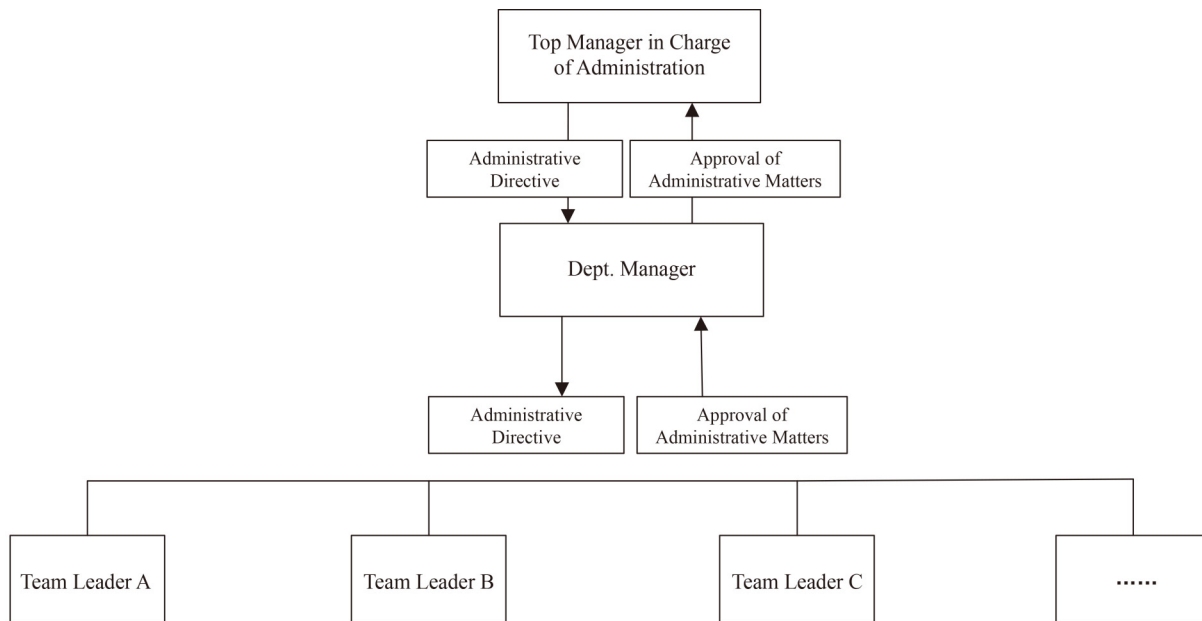 Top Manager in Charge
of Administration
Administrative
Directive
Approval of
Administrative Matters
Dept. Manager
Administrative
Directive
Approval of
Administrative Matters
Team Leader A
Team Leader B
Team Leader C
······